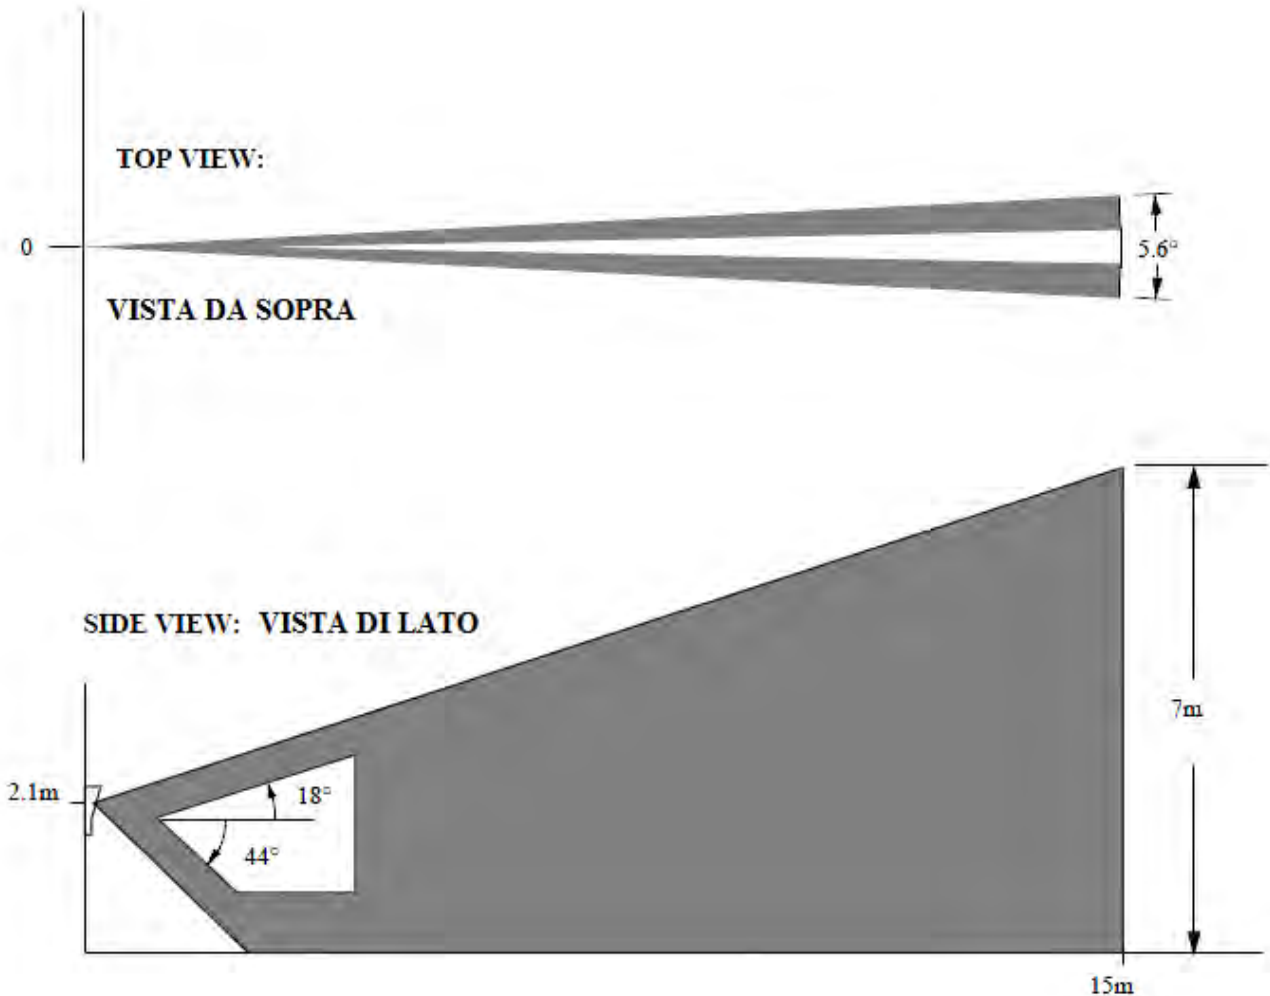 TOP VIEW:
0
5.6°
VISTA DA SOPRA
SIDE VIEW: VISTA DI LATO
7m
2.1m
18°
44°
15m